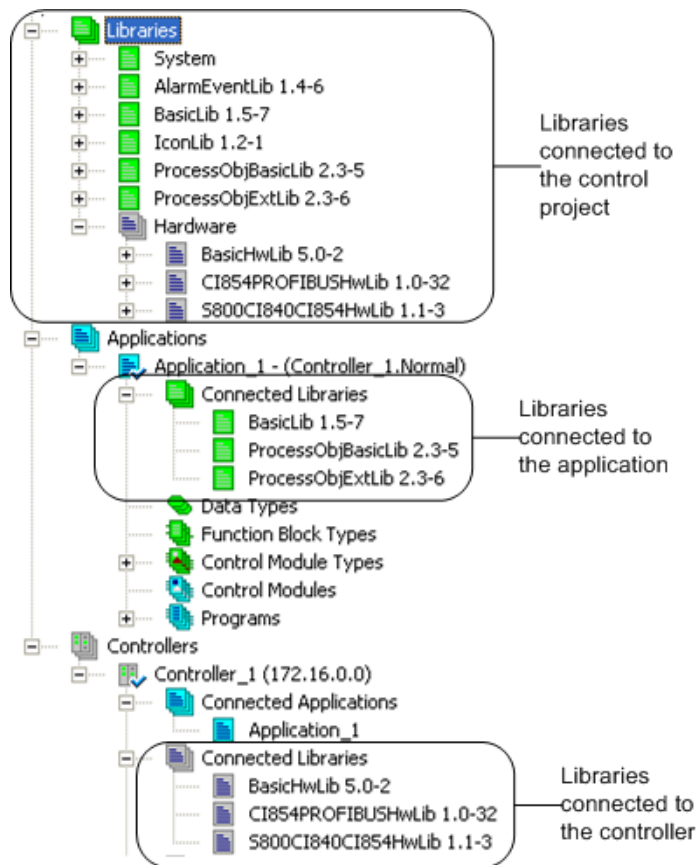 Libraries
System
AlarmEventLib 1.4-6
BasicLib 1.5-7
IconLib 1.2-1
ProcessObjBasicLib 2.3-5
ProcessObjExtLib 2.3-6
Hardware
BasicHwLib 5.0-2
CI854PROFIBUSHwLib 1.0-32
S800CI840CI854HwLib 1.1-3
Libraries
connected to
the control
project
Applications
Application_1 - (Controller_1.Normal)
Connected Libraries
BasicLib 1.5-7
ProcessObjBasicLib 2.3-5
ProcessObjExtLib 2.3-6
Libraries
connected to
the application
Data Types
Function Block Types
Control Module Types
Control Modules
Programs
Controllers
Controller_1 (172.16.0.0)
Connected Applications
Application_1
Connected Libraries
BasicHwLib 5.0-2
CI854PROFIBUSHwLib 1.0-32
S800CI840CI854HwLib 1.1-3
Libraries
connected to
the controller